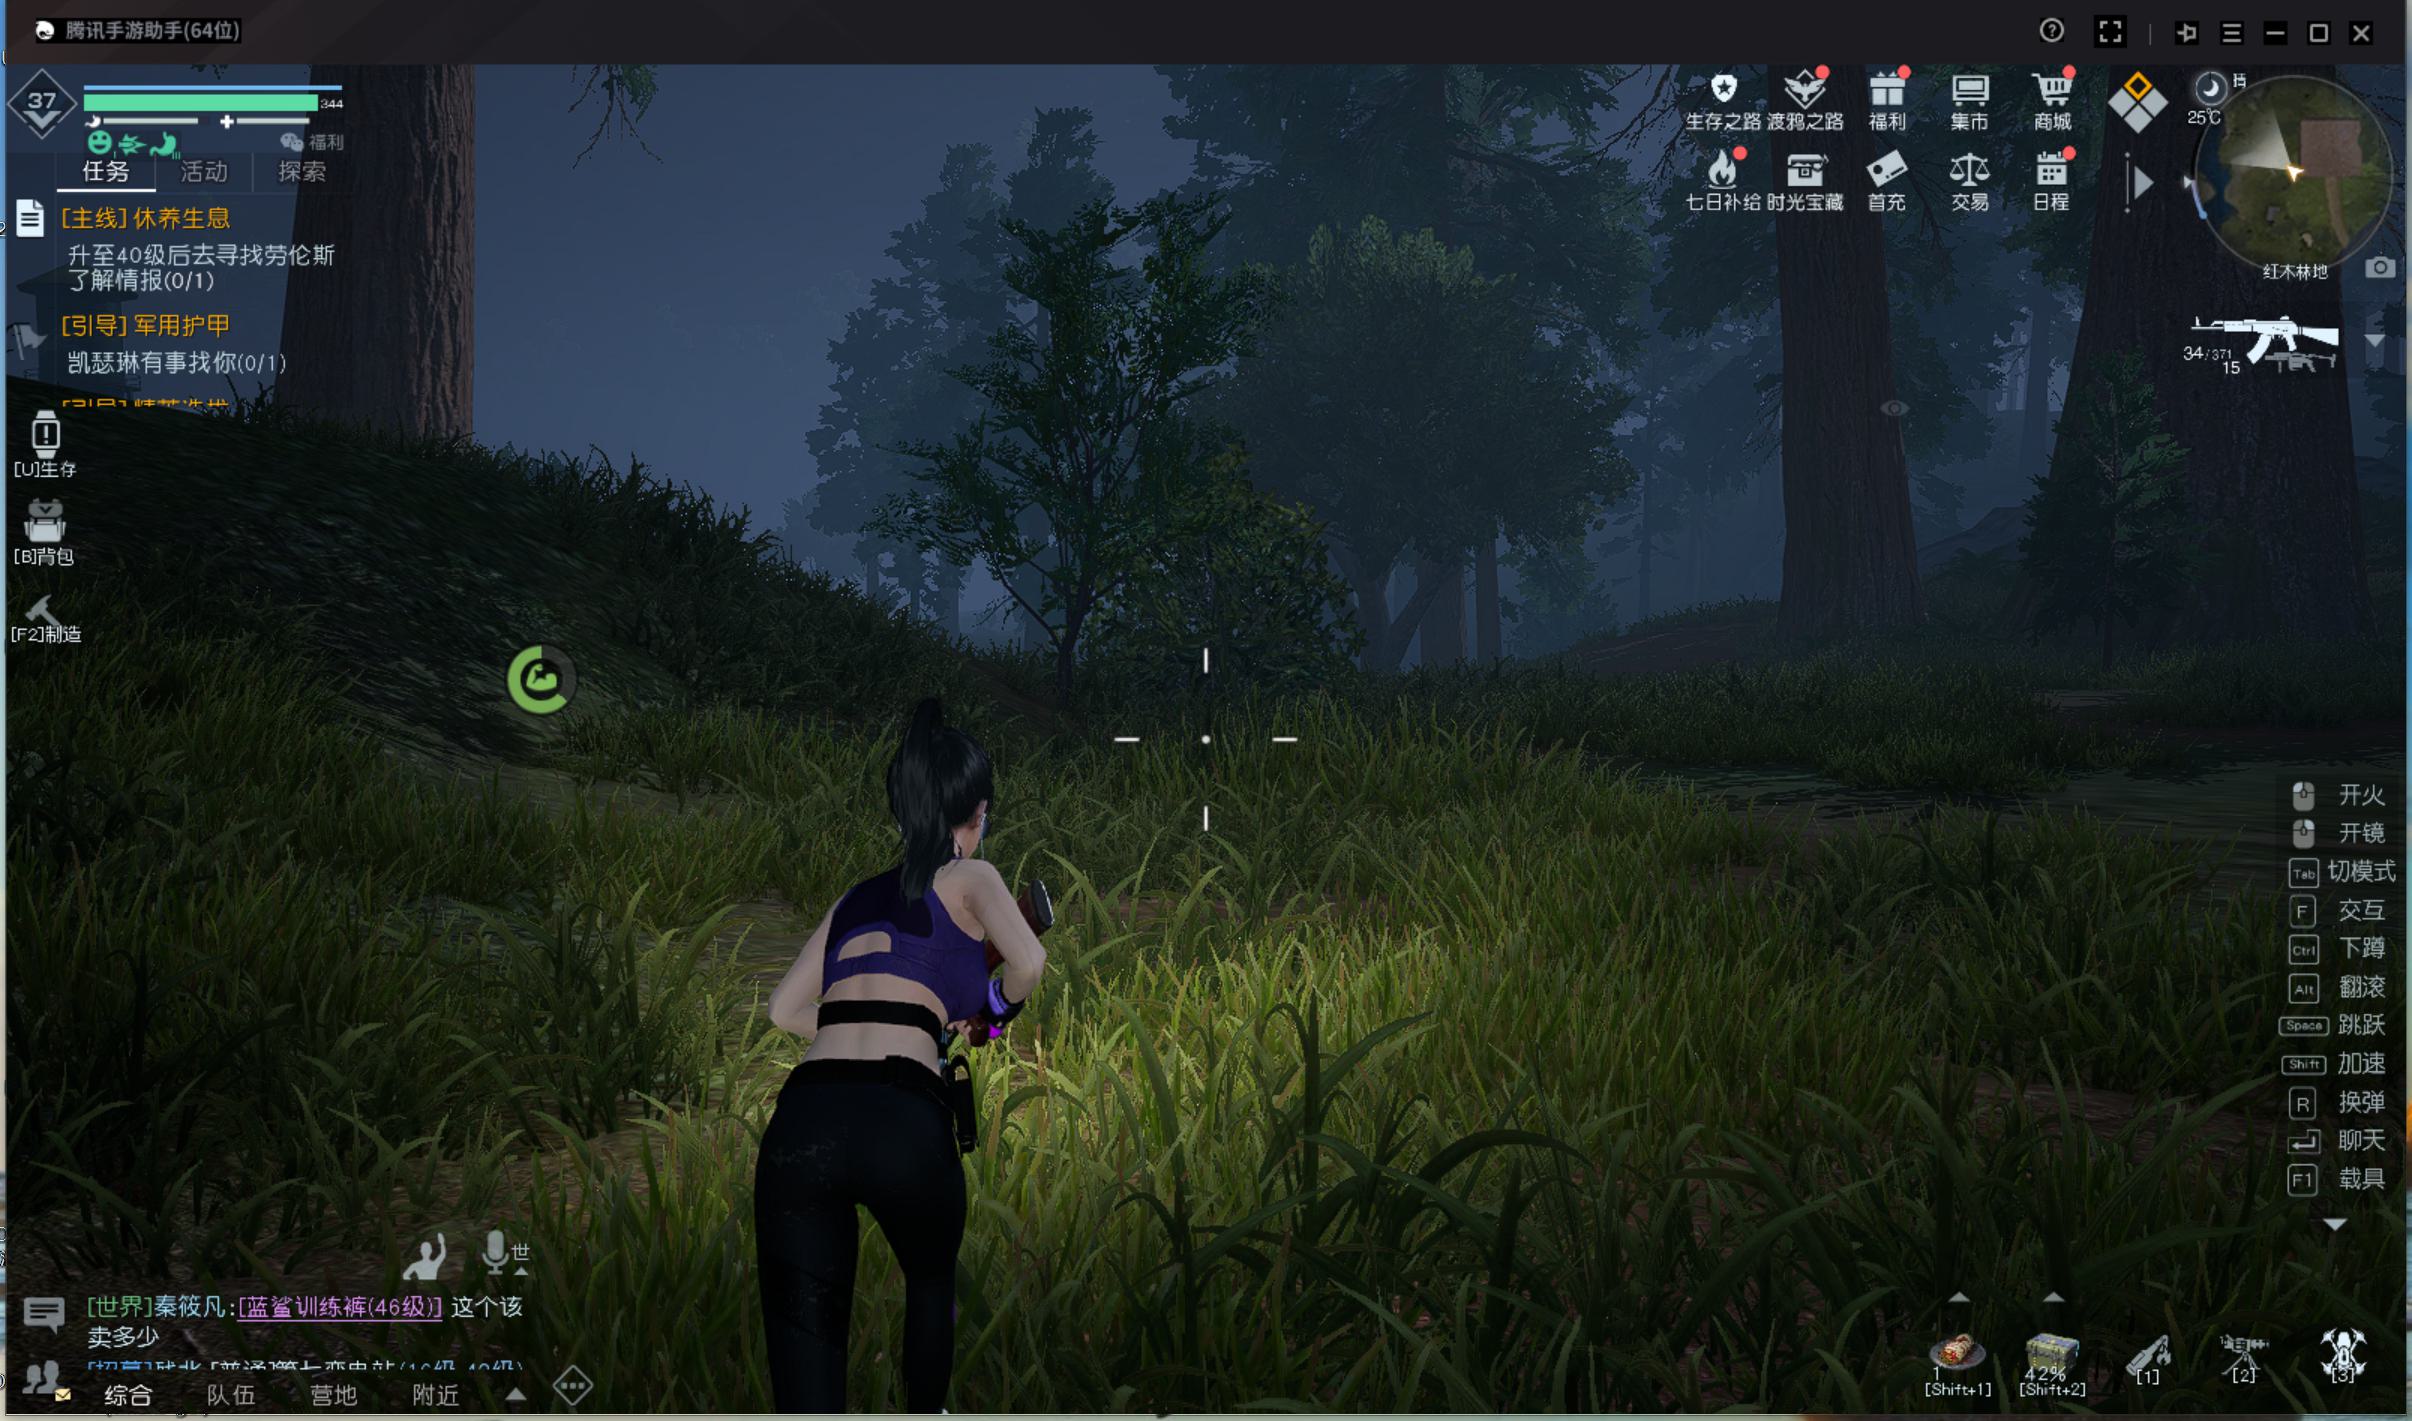 腾讯手游助手(64位)
37
344
福利
任务
活动
探索
[主线] 休养生息
升至40级后去寻找劳伦斯
了解情报(0/1)
[引导] 军用护甲
凯瑟琳有事找你(0/1)
[U]生存
[B]背包
[F2]制造
生存之路
渡鸦之路
福利
集市
商城
七日补给
时光宝藏
首充
交易
日程
25℃
红木林地
34/371
15
开火
开镜
Tab 切模式
F 交互
Ctrl 下蹲
Alt 翻滚
Space 跳跃
Shift 加速
R 换弹
聊天
F1 载具
世
[世界]秦筱凡:[蓝鲨训练裤(46级)] 这个该
卖多少
综合
队伍
营地
附近
1
[Shift+1]
42%
[Shift+2]
[1]
[2]
[3]